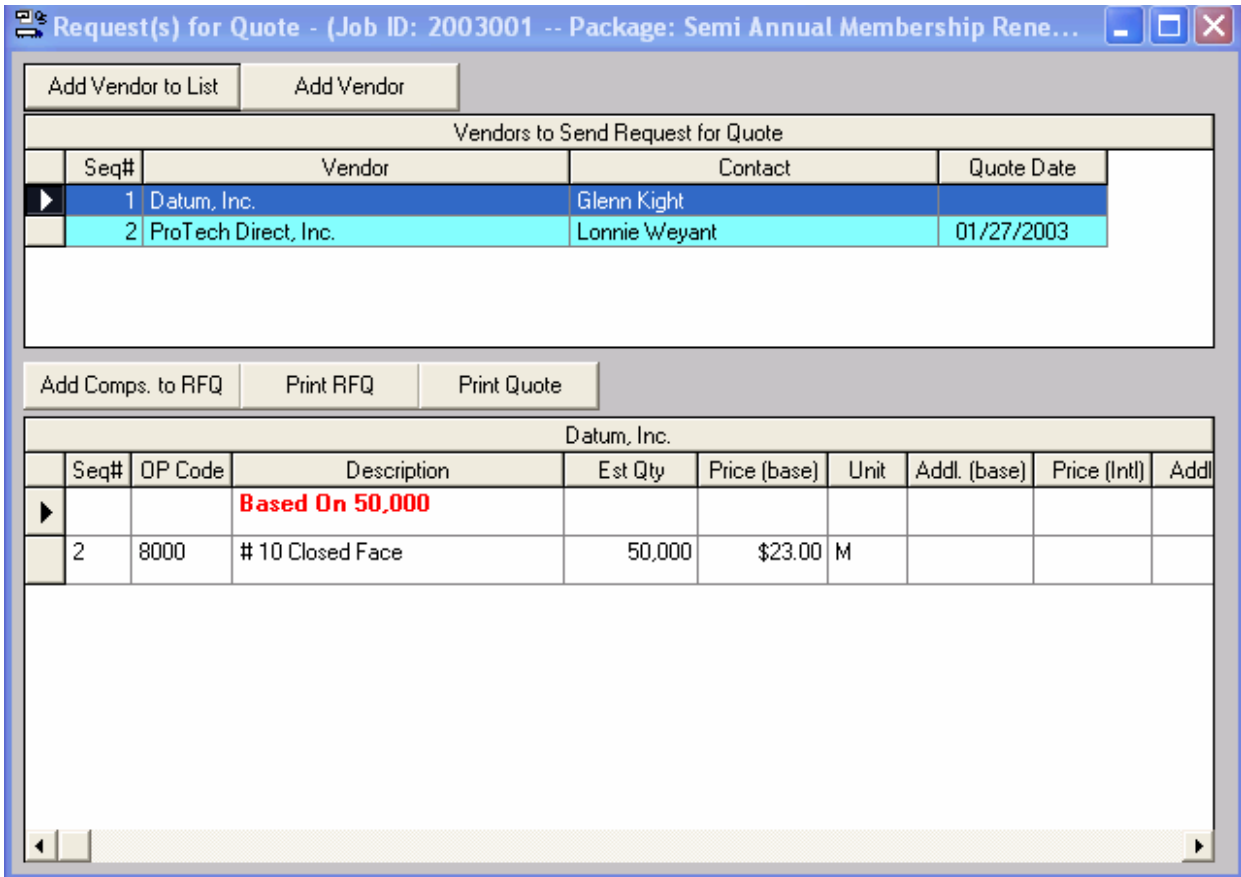 Request(s) for Quote - (Job ID: 2003001 -- Package: Semi Annual Membership Rene...
Add Vendor to List Add Vendor
Vendors to Send Request for Quote
Seq# Vendor Contact Quote Date
1 Datum, Inc. Glenn Kight
2 ProTech Direct, Inc. Lonnie Weyant 01/27/2003
Add Comps. to RFQ Print RFQ Print Quote
Datum, Inc.
Seq# OP Code Description Est Qty Price (base) Unit Addl. (base) Price (Intl) Addl
Based On 50,000
2 8000 # 10 Closed Face 50,000 $23.00 M